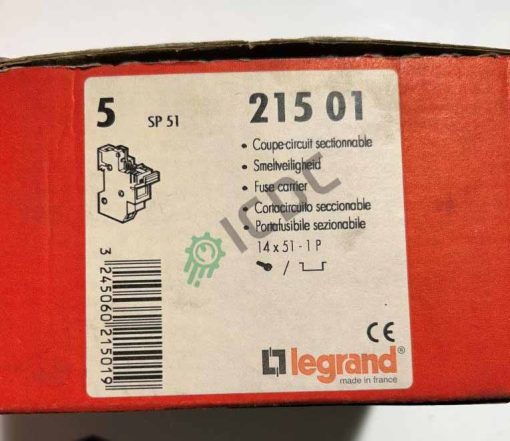 5 SP 51 215 01
• Coupe-circuit sectionnable
• Smeltveiligheid
• Fuse carrier
• Cortacircuito seccionable
• Portafusibile sezionabile
14 x 51 - 1 P
/
3 245060 215019
CE
legrand®
made in france
ICDC